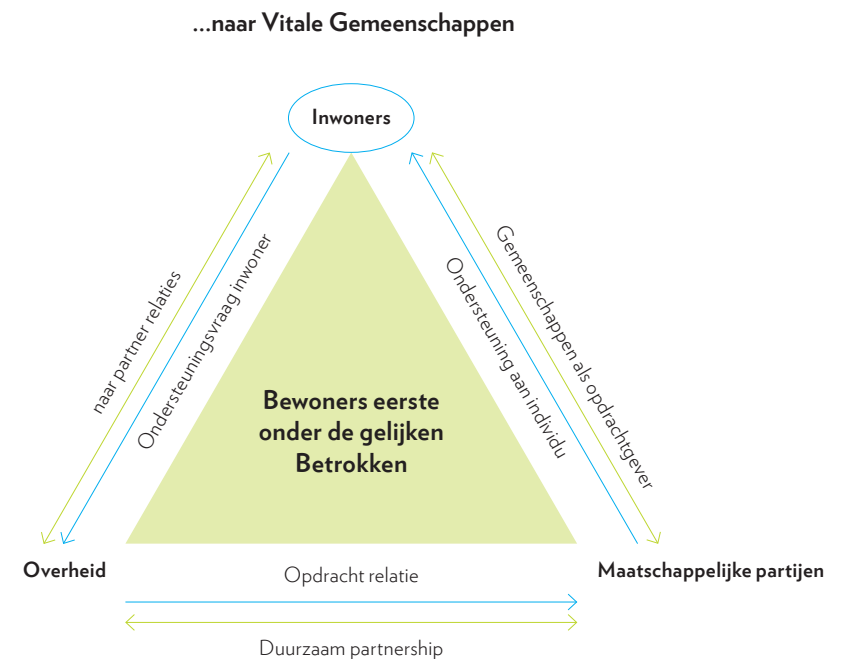 ...naar Vitale Gemeenschappen
Inwoners
naar partner relaties
Ondersteuningsvraag inwoner
Ondersteuning aan individu
Gemeenschappen als opdrachtgever
Bewoners eerste
onder de gelijken
Betrokken
Overheid
Opdracht relatie
Maatschappelijke partijen
Duurzaam partnership